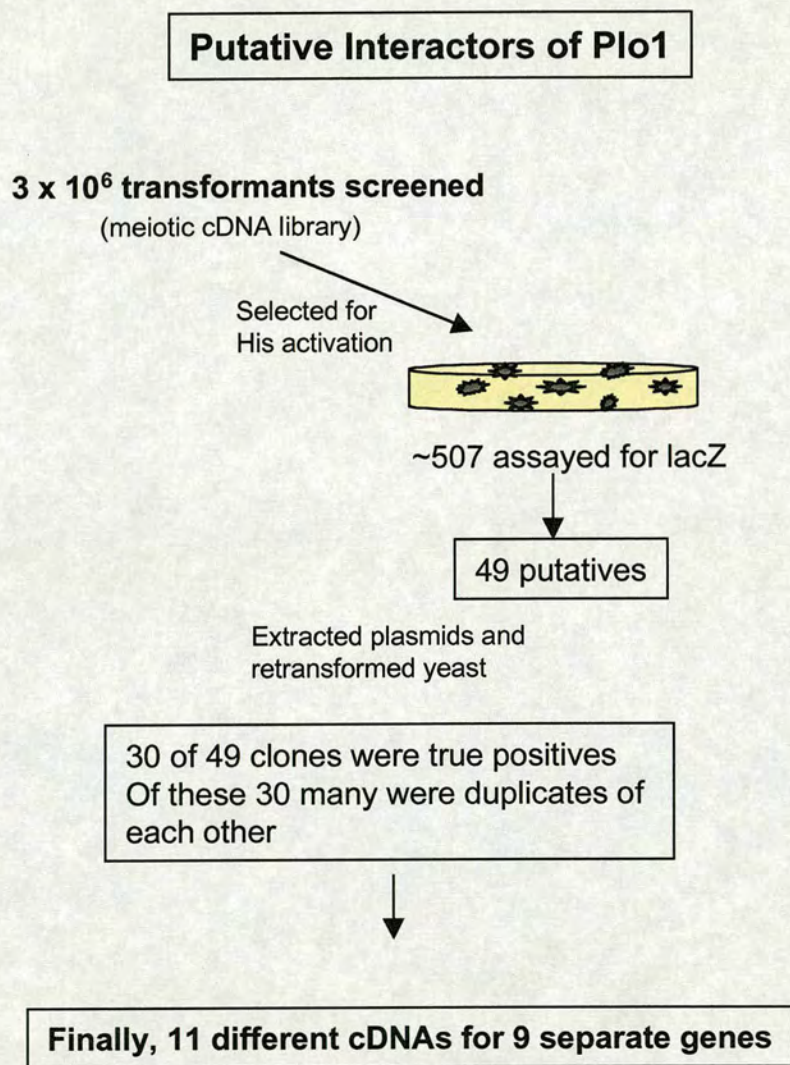 Putative Interactors of Plo1
3 x 10⁶ transformants screened
(meiotic cDNA library)
Selected for
His activation
~507 assayed for lacZ
49 putatives
Extracted plasmids and
retransformed yeast
30 of 49 clones were true positives
Of these 30 many were duplicates of
each other
Finally, 11 different cDNAs for 9 separate genes